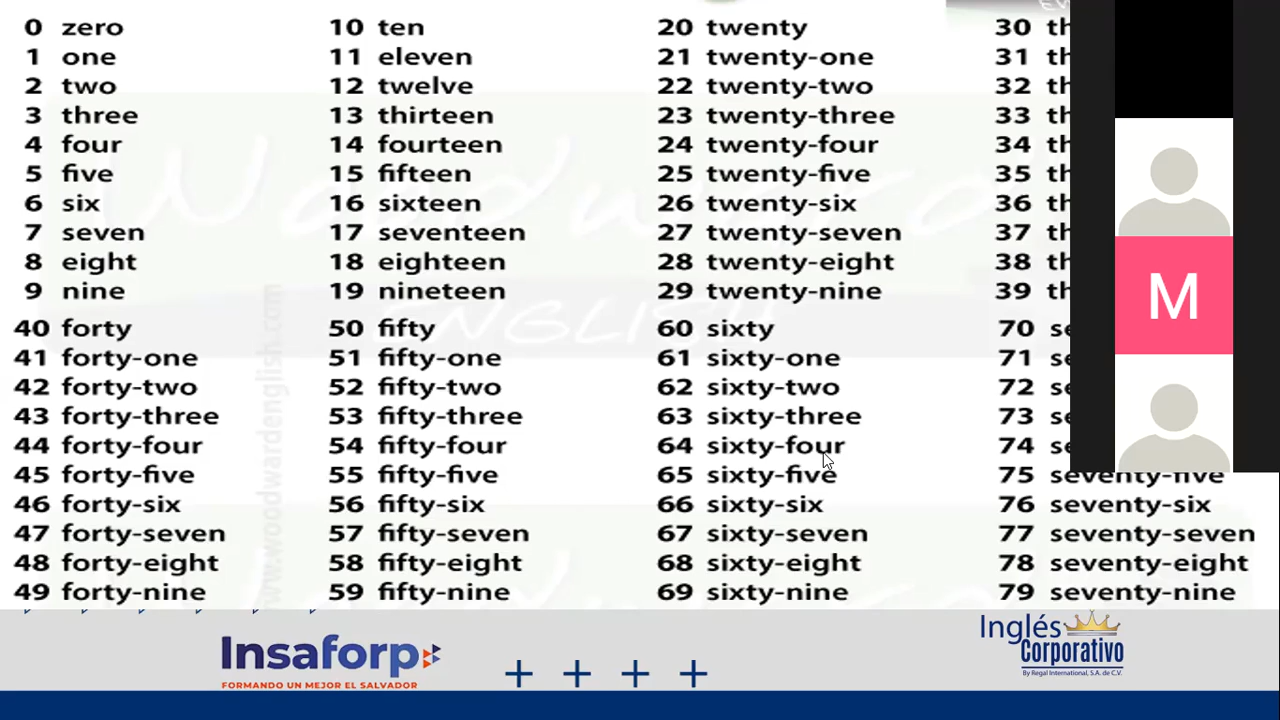 0 zero 10 ten 20 twenty 30
1 one 11 eleven 21 twenty-one 31
2 two 12 twelve 22 twenty-two 32
3 three 13 thirteen 23 twenty-three 33
4 four 14 fourteen 24 twenty-four 34
5 five 15 fifteen 25 twenty-five 35
6 six 16 sixteen 26 twenty-six 36
7 seven 17 seventeen 27 twenty-seven 37
8 eight 18 eighteen 28 twenty-eight 38
9 nine 19 nineteen 29 twenty-nine 39
40 forty 50 fifty 60 sixty 70
41 forty-one 51 fifty-one 61 sixty-one 71
42 forty-two 52 fifty-two 62 sixty-two 72
43 forty-three 53 fifty-three 63 sixty-three 73
44 forty-four 54 fifty-four 64 sixty-four 74
45 forty-five 55 fifty-five 65 sixty-five 75 seventy-five
46 forty-six 56 fifty-six 66 sixty-six 76 seventy-six
47 forty-seven 57 fifty-seven 67 sixty-seven 77 seventy-seven
48 forty-eight 58 fifty-eight 68 sixty-eight 78 seventy-eight
49 forty-nine 59 fifty-nine 69 sixty-nine 79 seventy-nine
M
www.woodwardenglish.com
Woodward
ENGLISH
Insaforp
FORMANDO UN MEJOR EL SALVADOR
Inglés
Corporativo
By Regal International, S.A. de C.V.